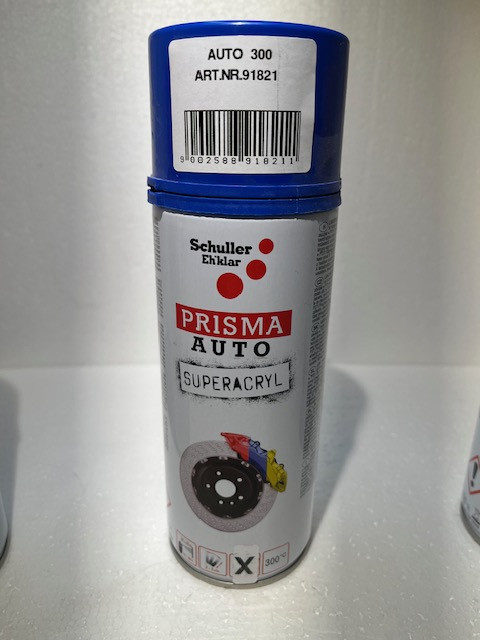 AUTO 300
ART.NR.91821
9 002588 918211
Schuller
Eh'klar
PRISMA
AUTO
SUPERACRYL
X
300°C